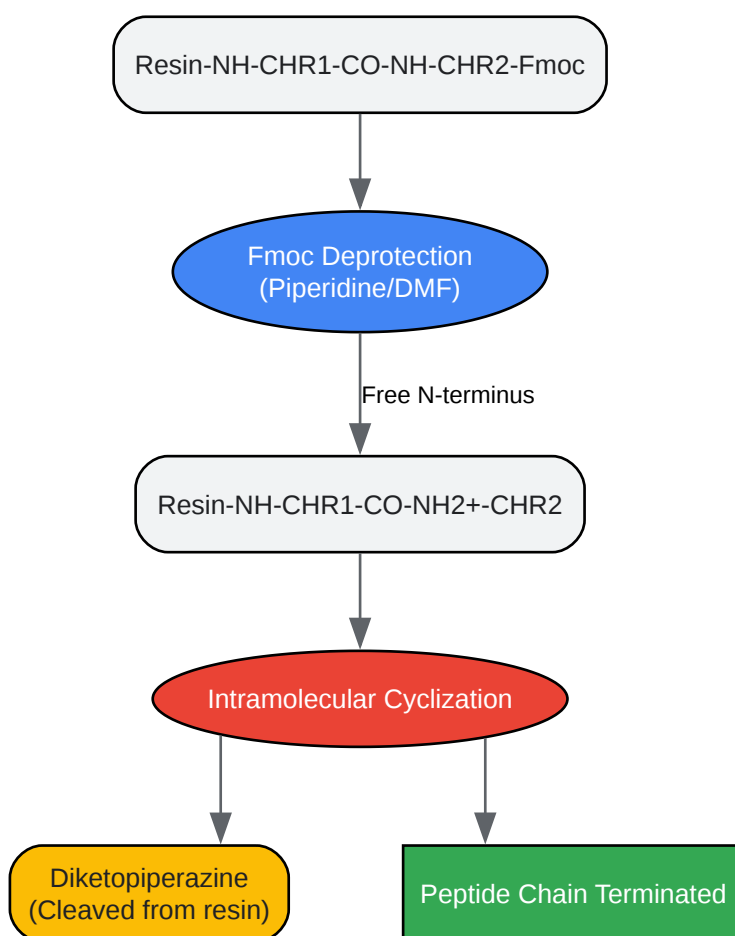 Resin-NH-CHR1-CO-NH-CHR2-Fmoc
Fmoc Deprotection
(Piperidine/DMF)
Free N-terminus
Resin-NH-CHR1-CO-NH2+-CHR2
Intramolecular Cyclization
Diketopiperazine
(Cleaved from resin)
Peptide Chain Terminated